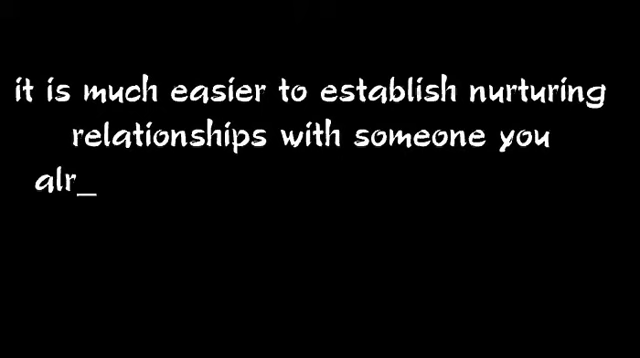 it is much easier to establish nurturing
relationships with someone you
alr_